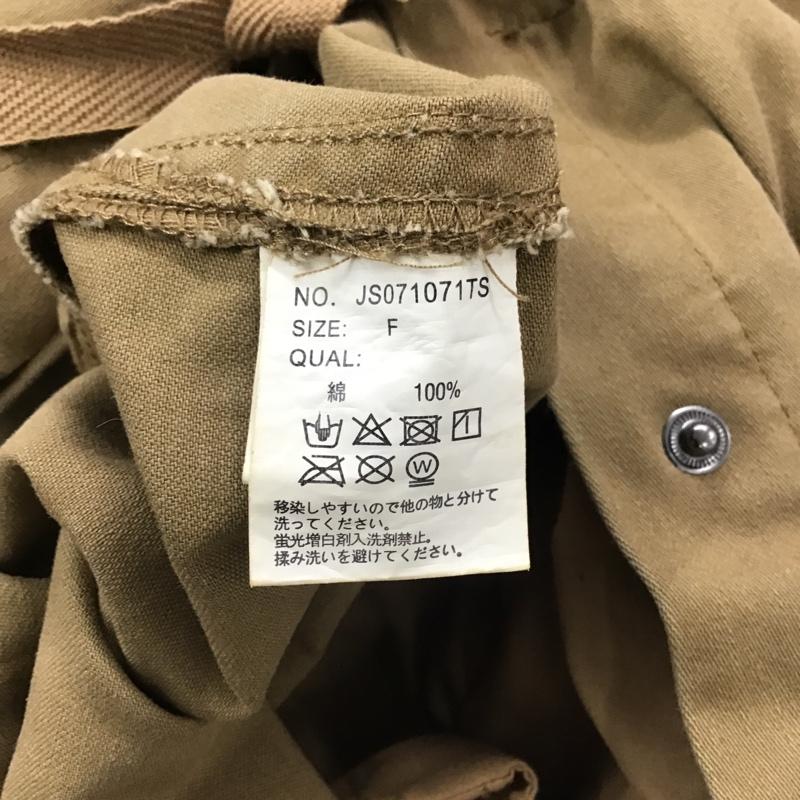 NO. JS071071TS
SIZE: F
QUAL:
綿 100%
W
移染しやすいので他の物と分けて
洗ってください。
蛍光増白剤入洗剤禁止。
揉み洗いを避けてください。